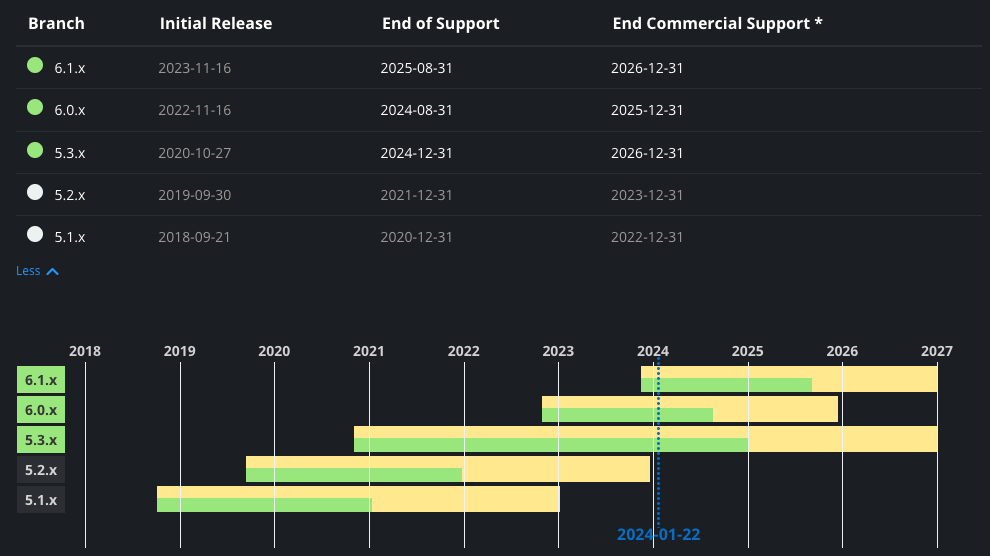 Branch Initial Release End of Support End Commercial Support *
6.1.x 2023-11-16 2025-08-31 2026-12-31
6.0.x 2022-11-16 2024-08-31 2025-12-31
5.3.x 2020-10-27 2024-12-31 2026-12-31
5.2.x 2019-09-30 2021-12-31 2023-12-31
5.1.x 2018-09-21 2020-12-31 2022-12-31
Less
2018 2019 2020 2021 2022 2023 2024 2025 2026 2027
6.1.x
6.0.x
5.3.x
5.2.x
5.1.x
2024-01-22